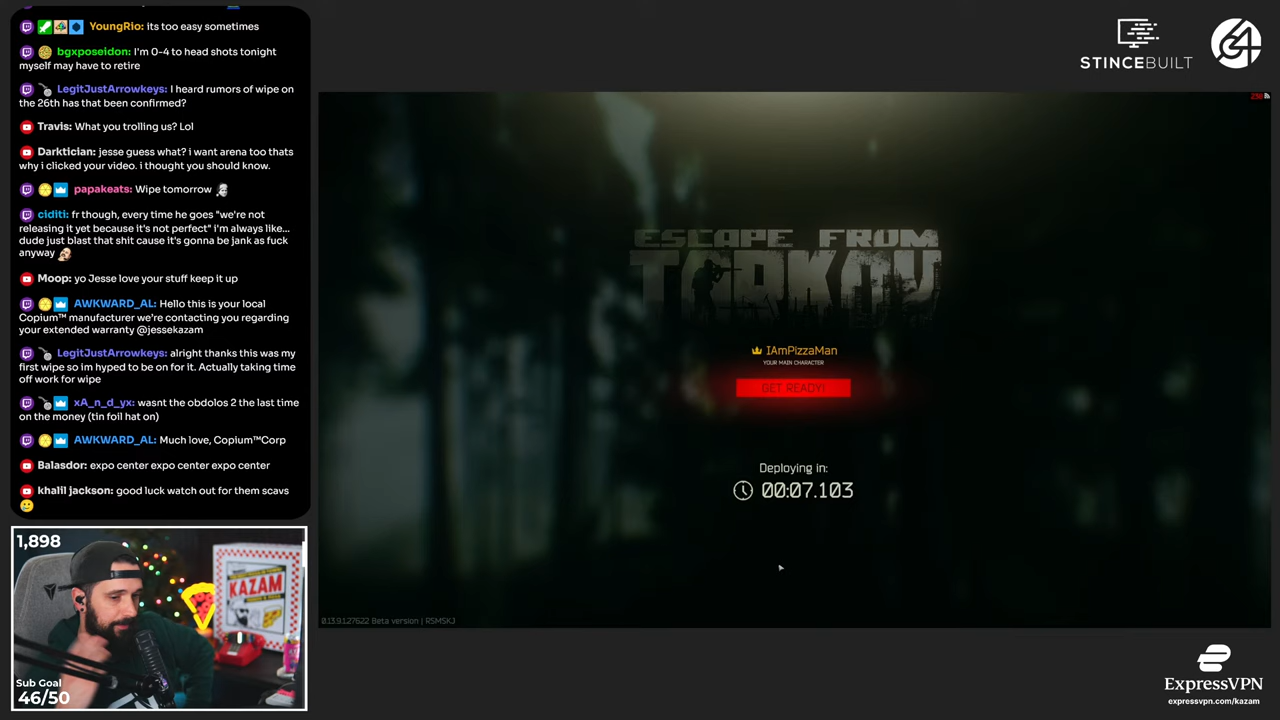 YoungRio: its too easy sometimes
bgxposeidon: I'm 0-4 to head shots tonight
myself may have to retire
LegitJustArrowkeys: I heard rumors of wipe on
the 26th has that been confirmed?
Travis: What you trolling us? Lol
Darktician: jesse guess what? i want arena too thats
why i clicked your video. i thought you should know.
papakeats: Wipe tomorrow
ciditi: fr though, every time he goes "we're not
releasing it yet because it's not perfect" i'm always like...
dude just blast that shit cause it's gonna be jank as fuck
anyway
Moop: yo Jesse love your stuff keep it up
AWKWARD_AL: Hello this is your local
Copium™ manufacturer we're contacting you regarding
your extended warranty @jessekazam
LegitJustArrowkeys: alright thanks this was my
first wipe so im hyped to be on for it. Actually taking time
off work for wipe
xA_n_d_yx: wasnt the obdolos 2 the last time
on the money (tin foil hat on)
AWKWARD_AL: Much love, Copium™Corp
Balasdor: expo center expo center expo center
khalil jackson: good luck watch out for them scavs
1,898
KAZAM
Sub Goal
46/50
ESCAPE FROM
TARKOV
IAmPizzaMan
YOUR MAIN CHARACTER
GET READY!
Deploying in:
00:07.103
0.13.9.1.27622 Beta version | R5MSKJ
STINCEBUILT
G4
ExpressVPN
expressvpn.com/kazam